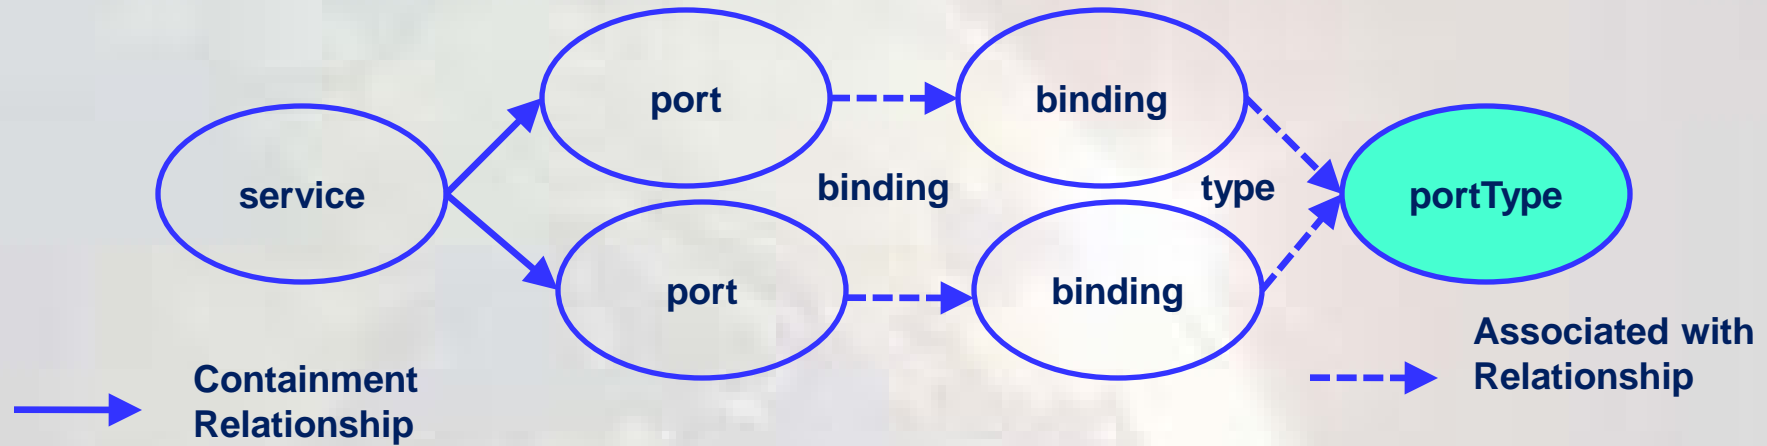 port
binding
service
binding
type
portType
port
binding
Containment
Relationship
Associated with
Relationship